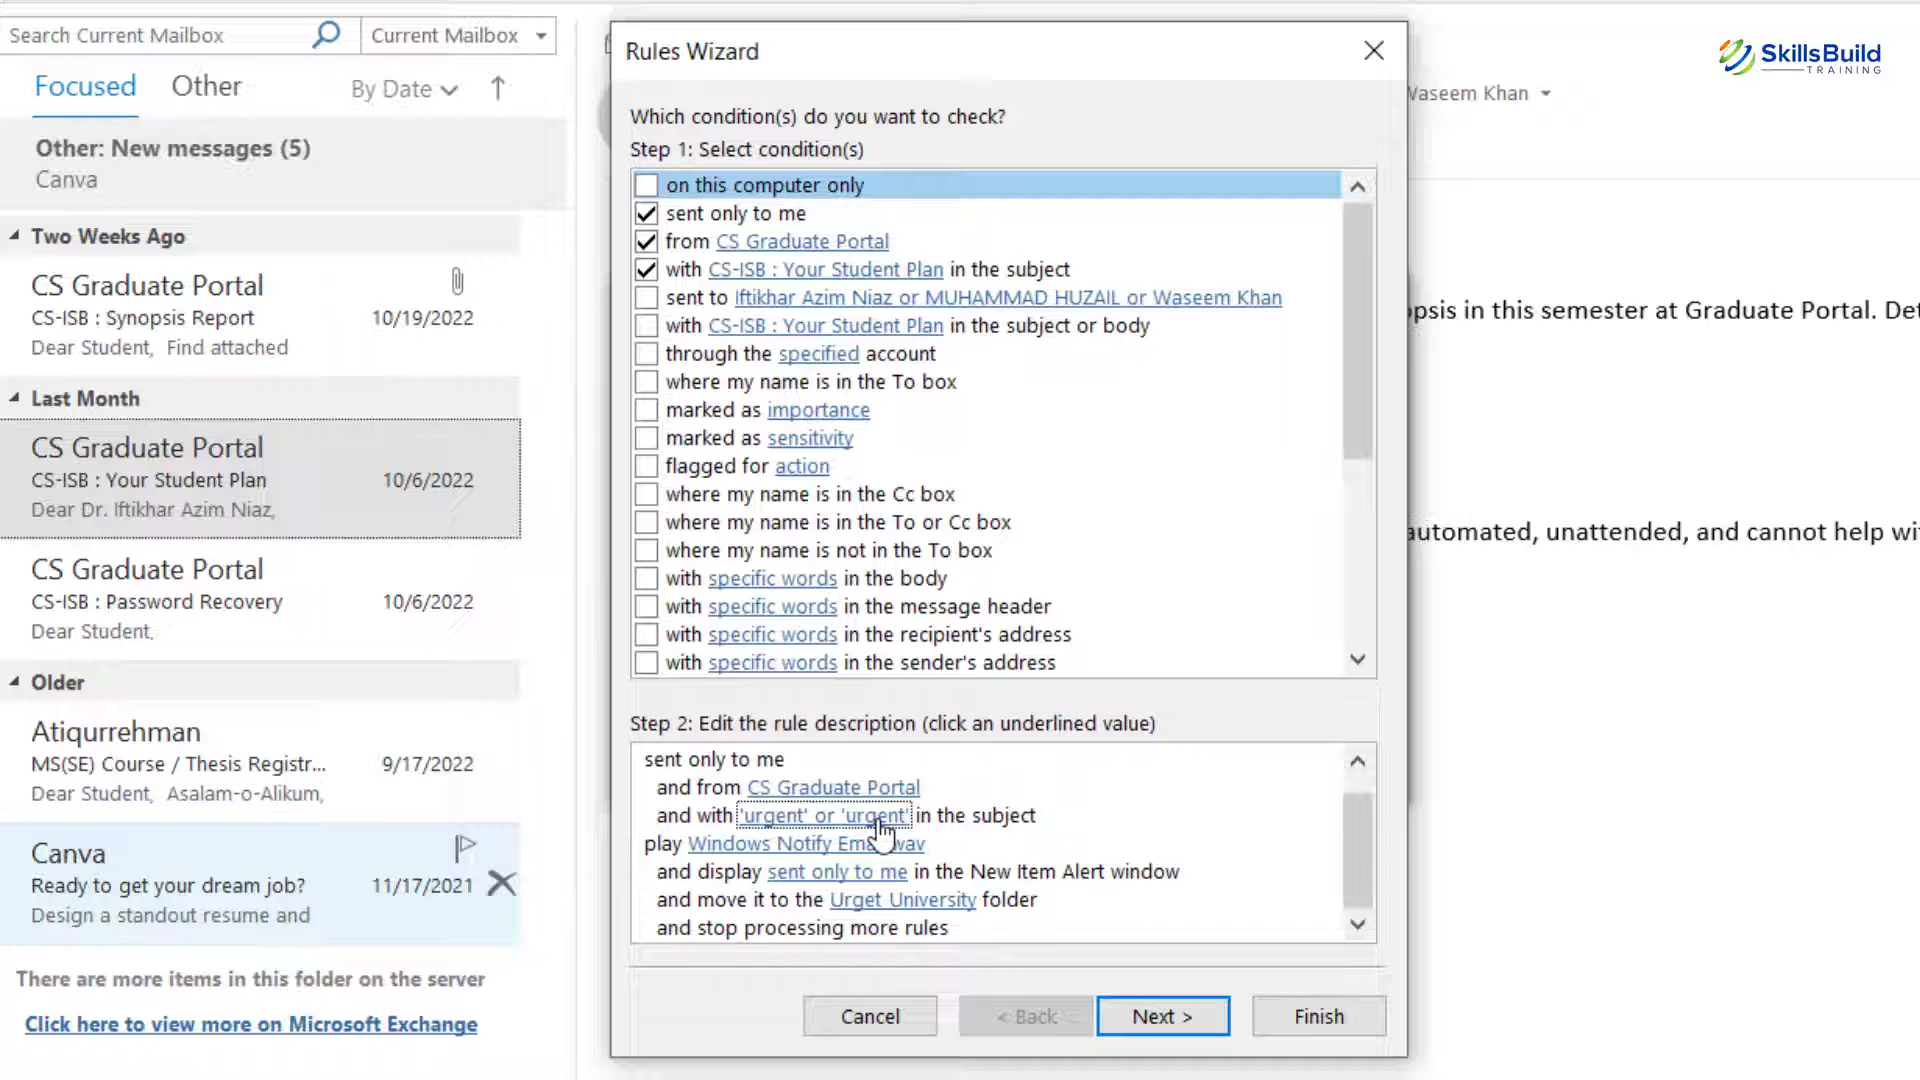 Search Current Mailbox
Current Mailbox
Focused
Other
By Date
Other: New messages (5)
Canva
Two Weeks Ago
CS Graduate Portal
CS-ISB : Synopsis Report 10/19/2022
Dear Student, Find attached
Last Month
CS Graduate Portal
CS-ISB : Your Student Plan 10/6/2022
Dear Dr. Iftikhar Azim Niaz,
CS Graduate Portal
CS-ISB : Password Recovery 10/6/2022
Dear Student,
Older
Atiqurrehman
MS(SE) Course / Thesis Registr... 9/17/2022
Dear Student, Asalam-o-Alikum,
Canva
Ready to get your dream job? 11/17/2021
Design a standout resume and
There are more items in this folder on the server
Click here to view more on Microsoft Exchange
Rules Wizard
Which condition(s) do you want to check?
Step 1: Select condition(s)
on this computer only
sent only to me
from CS Graduate Portal
with CS-ISB : Your Student Plan in the subject
sent to Iftikhar Azim Niaz or MUHAMMAD HUZAIL or Waseem Khan
with CS-ISB : Your Student Plan in the subject or body
through the specified account
where my name is in the To box
marked as importance
marked as sensitivity
flagged for action
where my name is in the Cc box
where my name is in the To or Cc box
where my name is not in the To box
with specific words in the body
with specific words in the message header
with specific words in the recipient's address
with specific words in the sender's address
Step 2: Edit the rule description (click an underlined value)
sent only to me
and from CS Graduate Portal
and with 'urgent' or 'urgent' in the subject
play Windows Notify wav
and display sent only to me in the New Item Alert window
and move it to the Urget University folder
and stop processing more rules
Cancel
< Back
Next >
Finish
SkillsBuild
TRAINING
Waseem Khan
in this semester at Graduate Portal.
automated, unattended, and cannot help